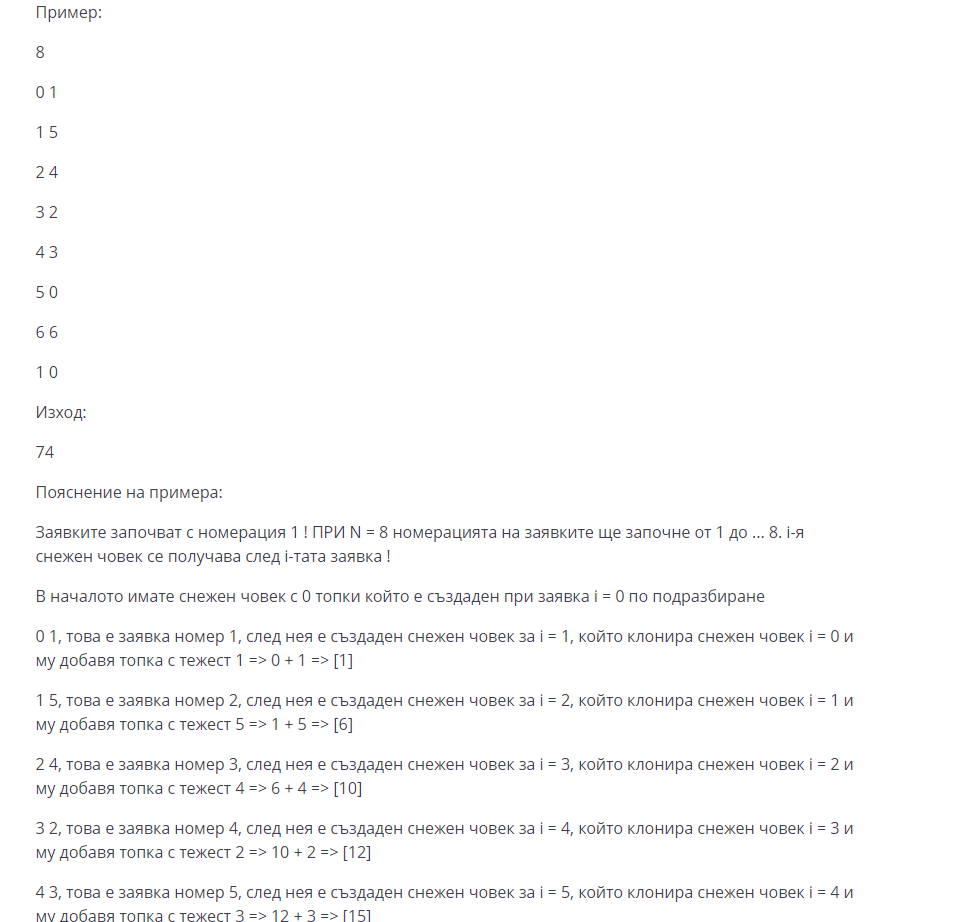 Пример:
8
0 1
1 5
2 4
3 2
4 3
5 0
6 6
1 0
Изход:
74
Пояснение на примера:
Заявките започват с номерация 1 ! ПРИ N = 8 номерацията на заявките ще започне от 1 до ... 8. i-я
снежен човек се получава след i-тата заявка !
В началото имате снежен човек с 0 топки който е създаден при заявка i = 0 по подразбиране
0 1, това е заявка номер 1, след нея е създаден снежен човек за i = 1, който клонира снежен човек i = 0 и
му добавя топка с тежест 1 => 0 + 1 => [1]
1 5, това е заявка номер 2, след нея е създаден снежен човек за i = 2, който клонира снежен човек i = 1 и
му добавя топка с тежест 5 => 1 + 5 => [6]
2 4, това е заявка номер 3, след нея е създаден снежен човек за i = 3, който клонира снежен човек i = 2 и
му добавя топка с тежест 4 => 6 + 4 => [10]
3 2, това е заявка номер 4, след нея е създаден снежен човек за i = 4, който клонира снежен човек i = 3 и
му добавя топка с тежест 2 => 10 + 2 => [12]
4 3, това е заявка номер 5, след нея е създаден снежен човек за i = 5, който клонира снежен човек i = 4 и
му добавя топка с тежест 3 => 12 + 3 => [15]